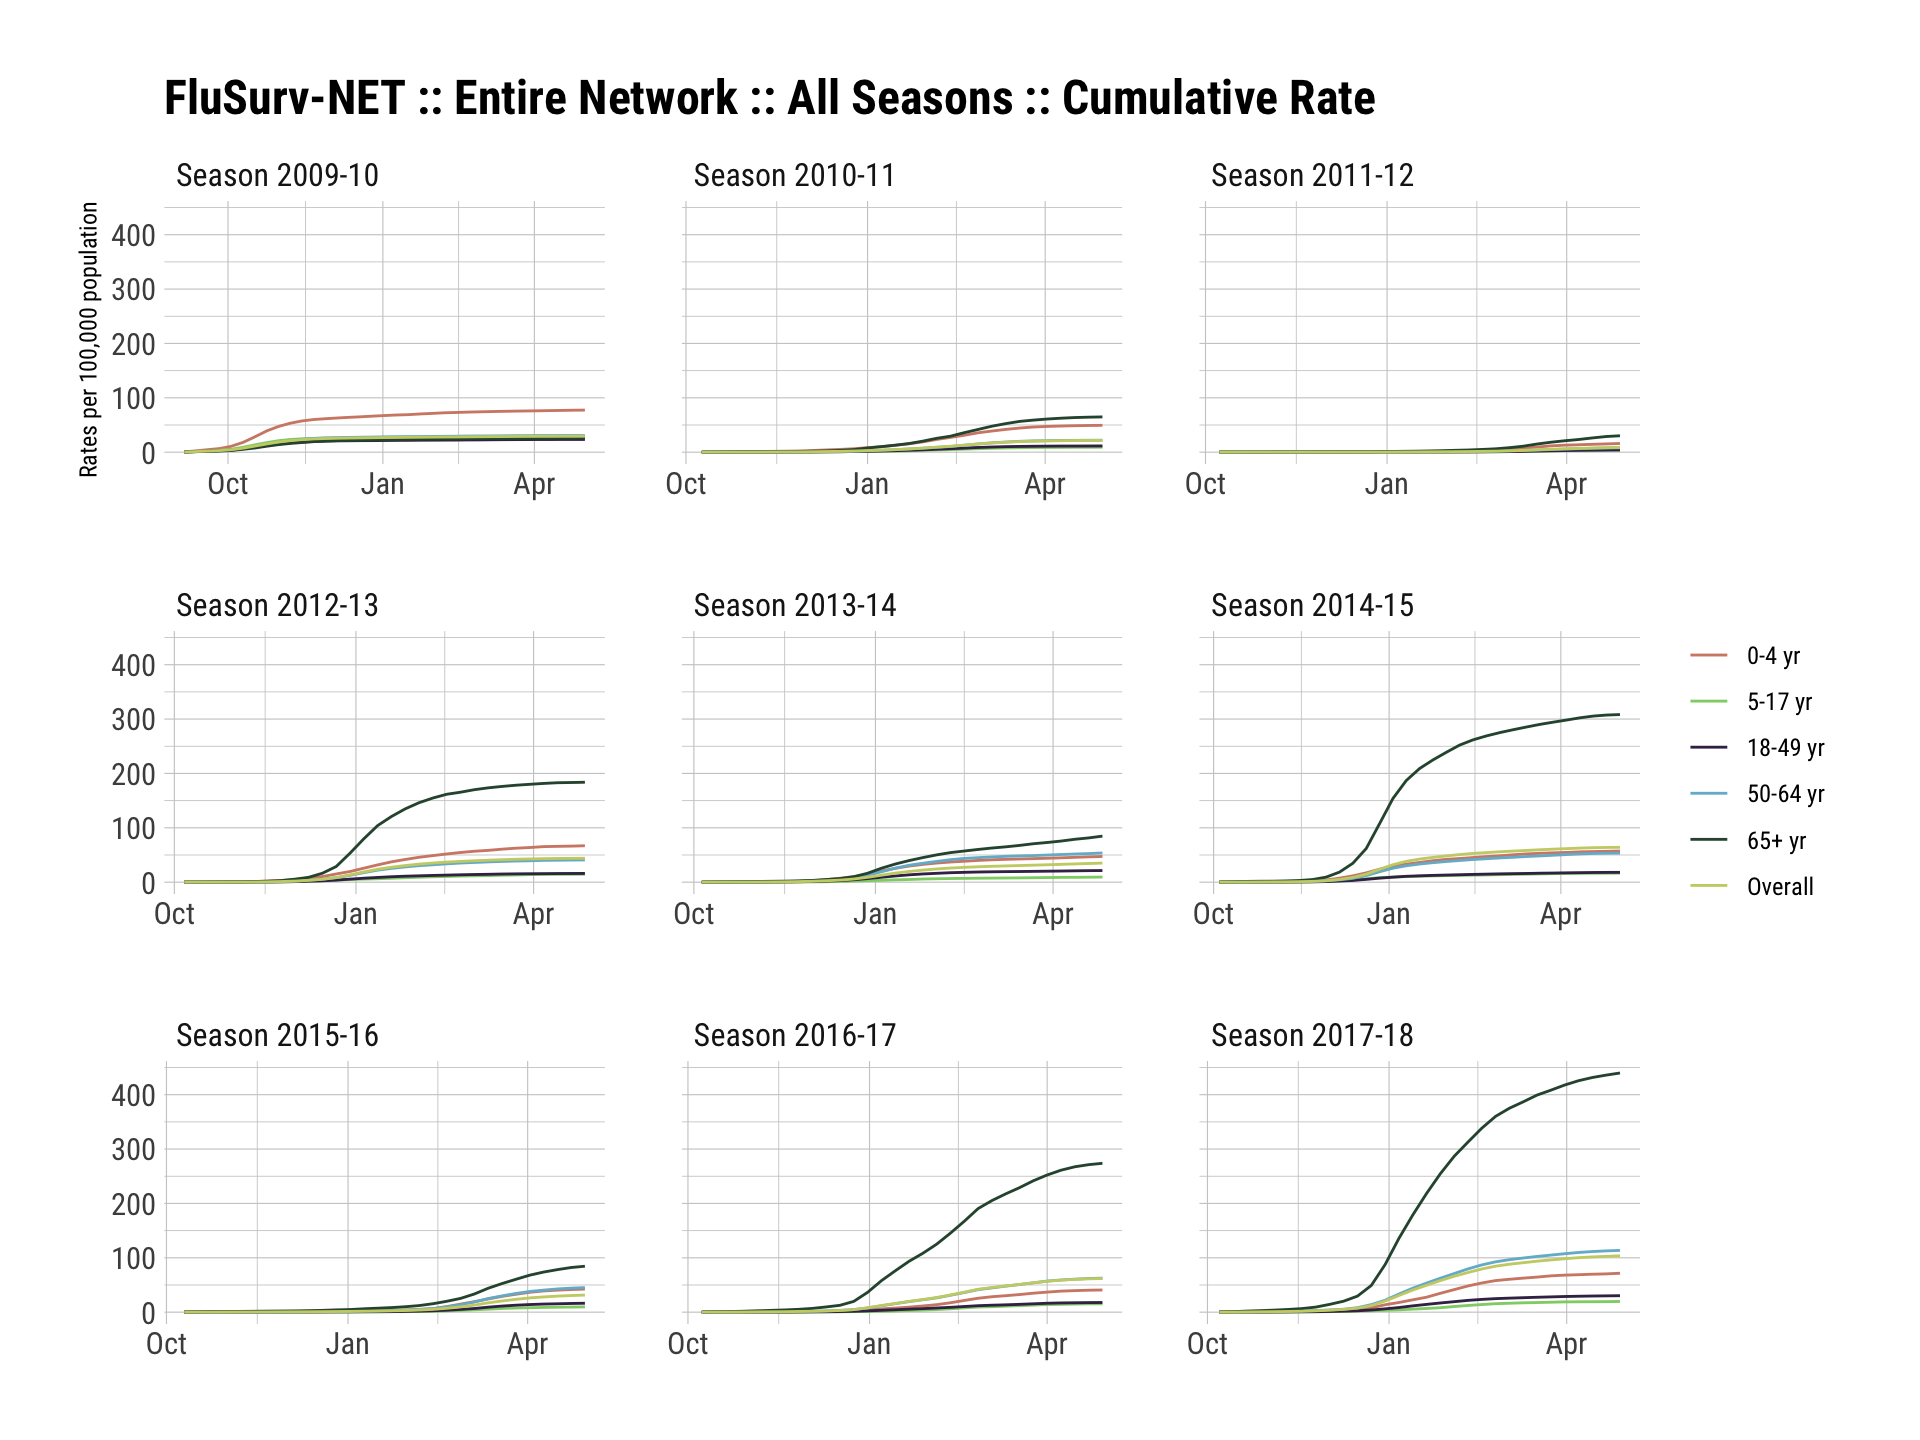 FluSurv-NET :: Entire Network :: All Seasons :: Cumulative Rate
Season 2009-10
Season 2010-11
Season 2011-12
Rates per 100,000 population
400
300
200
100
0
Oct Jan Apr
Oct Jan Apr
Oct Jan Apr
Season 2012-13
Season 2013-14
Season 2014-15
400
300
200
100
0
Oct Jan Apr
Oct Jan Apr
Oct Jan Apr
0-4 yr
5-17 yr
18-49 yr
50-64 yr
65+ yr
Overall
Season 2015-16
Season 2016-17
Season 2017-18
400
300
200
100
0
Oct Jan Apr
Oct Jan Apr
Oct Jan Apr